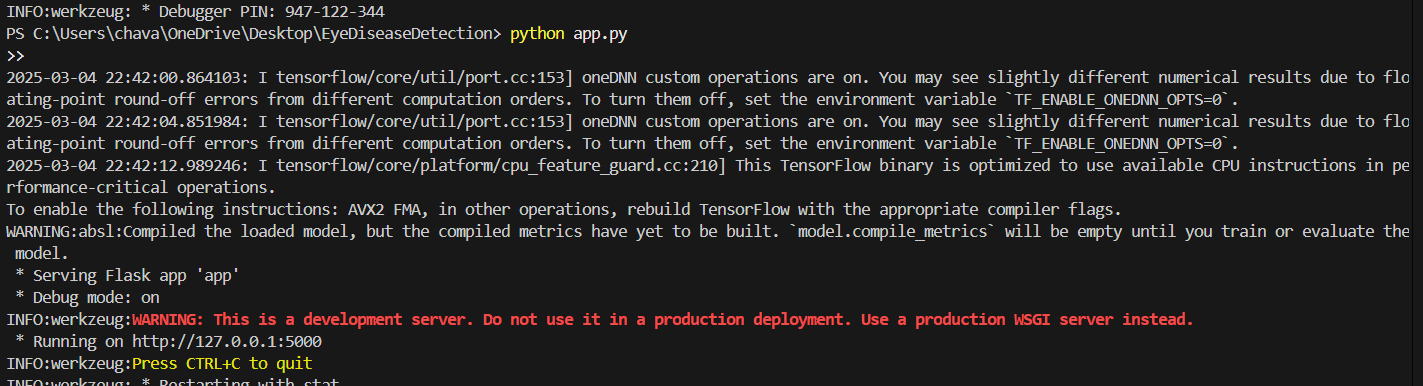 INFO:werkzeug: * Debugger PIN: 947-122-344
PS C:\Users\chava\OneDrive\Desktop\EyeDiseaseDetection> python app.py
>>
2025-03-04 22:42:00.864103: I tensorflow/core/util/port.cc:153] oneDNN custom operations are on. You may see slightly different numerical results due to flo
ating-point round-off errors from different computation orders. To turn them off, set the environment variable `TF_ENABLE_ONEDNN_OPTS=0`.
2025-03-04 22:42:04.851984: I tensorflow/core/util/port.cc:153] oneDNN custom operations are on. You may see slightly different numerical results due to flo
ating-point round-off errors from different computation orders. To turn them off, set the environment variable `TF_ENABLE_ONEDNN_OPTS=0`.
2025-03-04 22:42:12.989246: I tensorflow/core/platform/cpu_feature_guard.cc:210] This TensorFlow binary is optimized to use available CPU instructions in pe
rformance-critical operations.
To enable the following instructions: AVX2 FMA, in other operations, rebuild TensorFlow with the appropriate compiler flags.
WARNING:absl:Compiled the loaded model, but the compiled metrics have yet to be built. `model.compile_metrics` will be empty until you train or evaluate the
 model.
 * Serving Flask app 'app'
 * Debug mode: on
INFO:werkzeug:WARNING: This is a development server. Do not use it in a production deployment. Use a production WSGI server instead.
 * Running on http://127.0.0.1:5000
INFO:werkzeug:Press CTRL+C to quit
INFO:werkzeug: * Restarting with stat